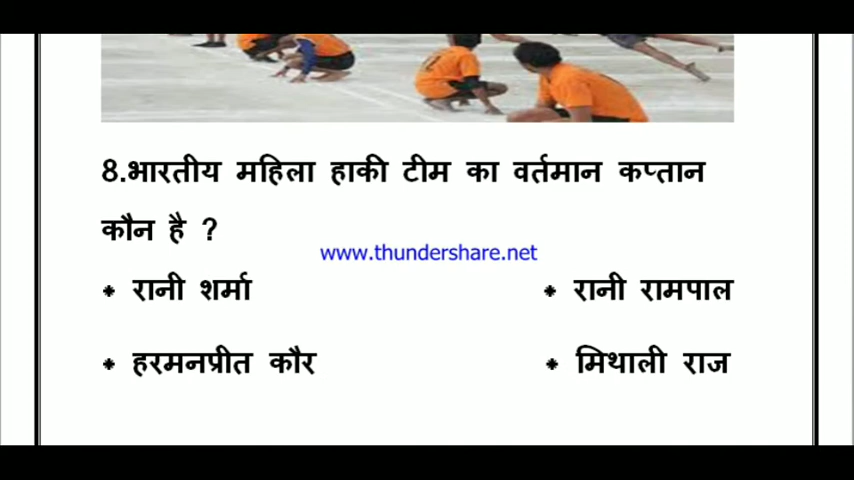 8.भारतीय महिला हाकी टीम का वर्तमान कप्तान
कौन है ?
www.thundershare.net
* रानी शर्मा * रानी रामपाल
* हरमनप्रीत कौर * मिथाली राज